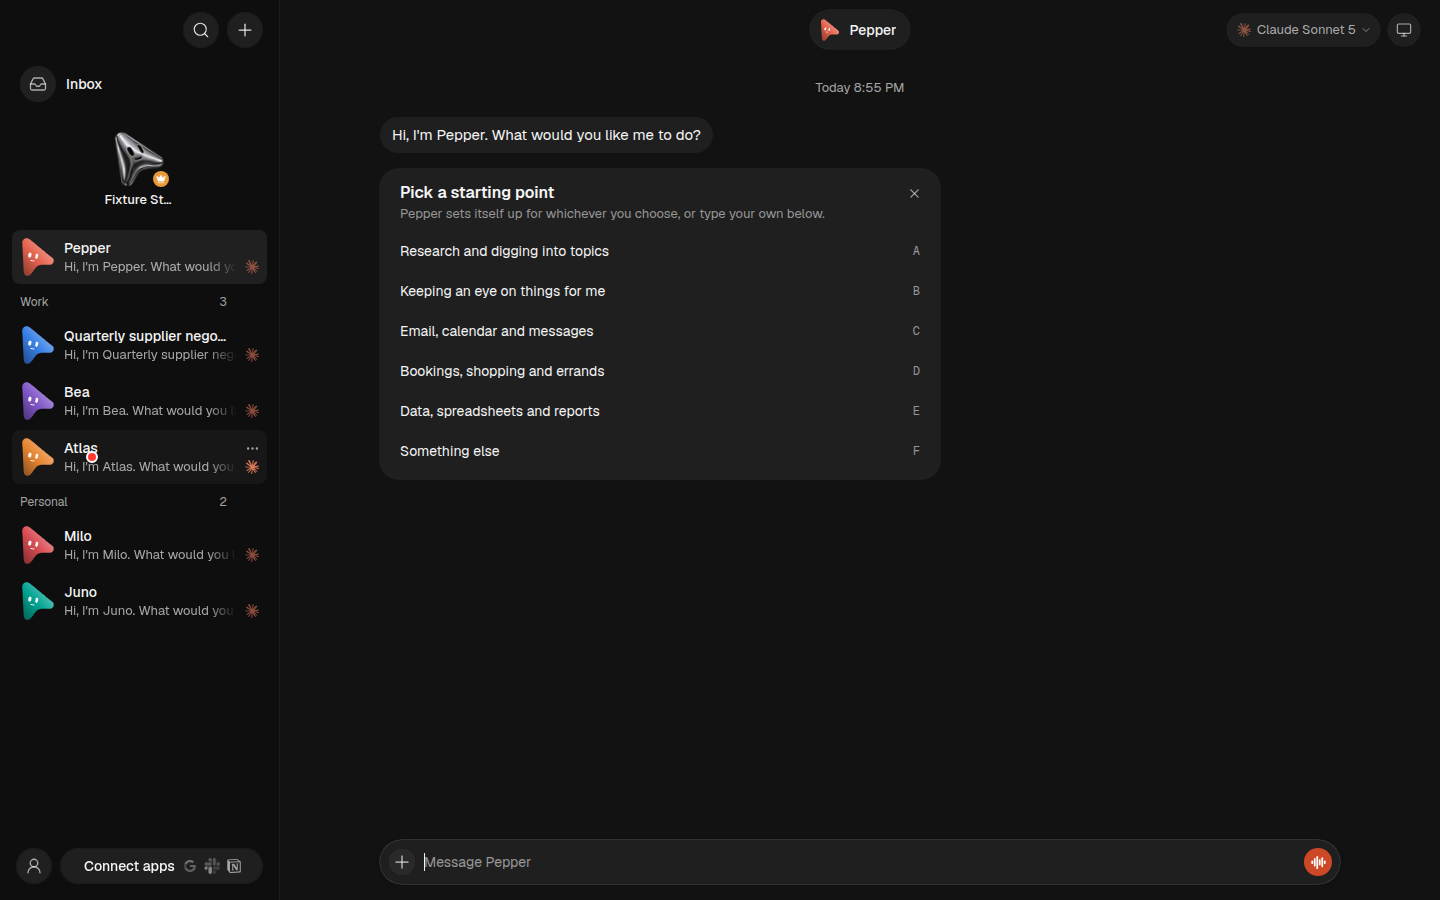 Inbox
Fixture St...
Pepper
Hi, I'm Pepper. What would yo
Work 3
Quarterly supplier nego...
Hi, I'm Quarterly supplier neg
Bea
Hi, I'm Bea. What would you
Atlas
Hi, I'm Atlas. What would you
Personal 2
Milo
Hi, I'm Milo. What would you
Juno
Hi, I'm Juno. What would you
Connect apps
Pepper
Claude Sonnet 5
Today 8:55 PM
Hi, I'm Pepper. What would you like me to do?
Pick a starting point
Pepper sets itself up for whichever you choose, or type your own below.
Research and digging into topics A
Keeping an eye on things for me B
Email, calendar and messages C
Bookings, shopping and errands D
Data, spreadsheets and reports E
Something else F
Message Pepper